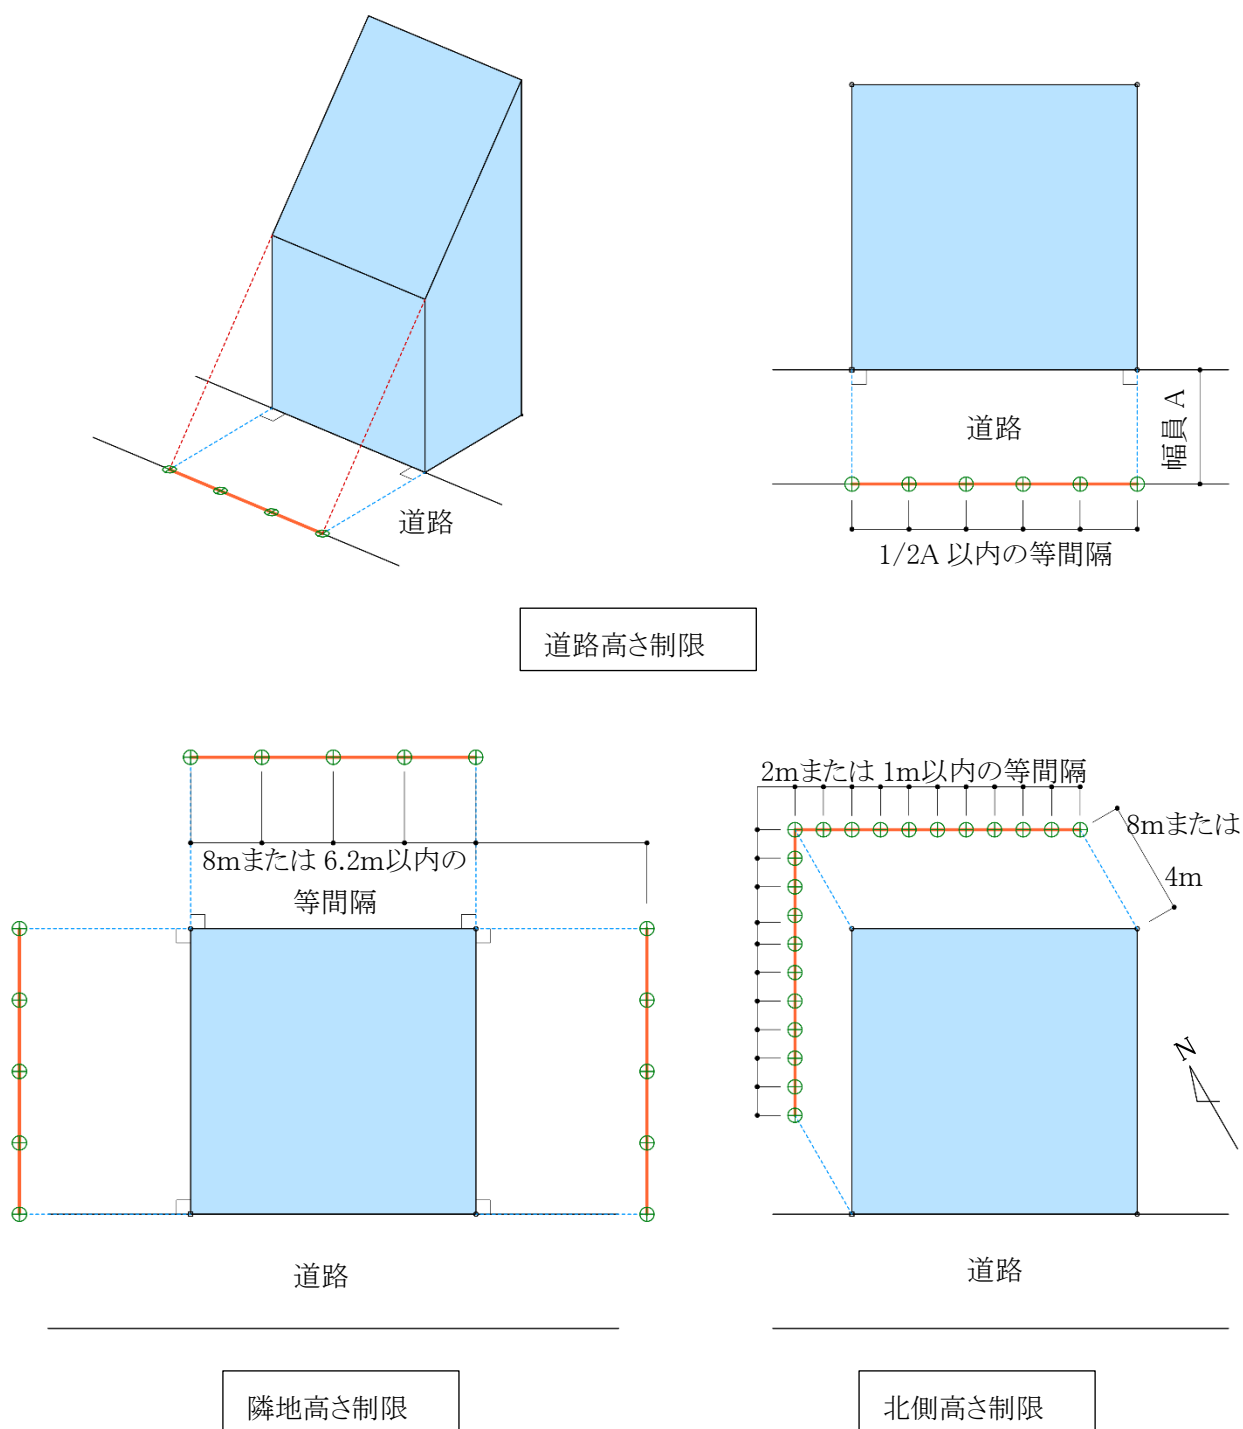 道路
道路
幅員 A
1/2A 以内の等間隔
道路高さ制限
8mまたは 6.2m以内の
等間隔
道路
隣地高さ制限
2mまたは 1m以内の等間隔
8mまたは
4m
N
道路
北側高さ制限